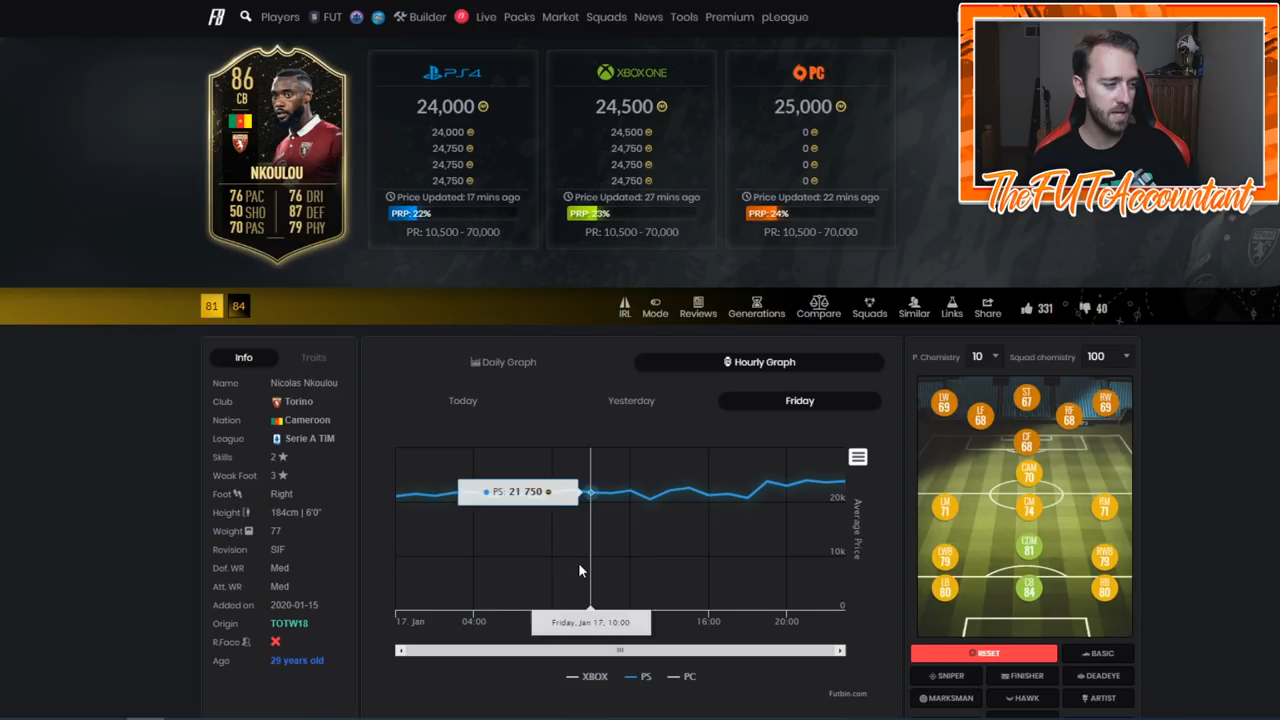 F8 Players FUT Builder Live Packs Market Squads News Tools Premium pLeague
TheFUTAccountant
86
CB
NKOULOU
76 PAC 76 DRI
50 SHO 87 DEF
70 PAS 79 PHY
PS4
24,000
24,000
24,750
24,750
24,750
Price Updated: 17 mins ago
PRP: 22%
PR: 10,500 - 70,000
XBOX ONE
24,500
24,500
24,750
24,750
24,750
Price Updated: 27 mins ago
PRP: 23%
PR: 10,500 - 70,000
PC
25,000
0
0
0
0
Price Updated: 22 mins ago
PRP: 24%
PR: 10,500 - 70,000
81 84
IRL Mode Reviews Generations Compare Squads Similar Links Share 331 40
Info Traits
Name Nicolas Nkoulou
Club Torino
Nation Cameroon
League Serie A TIM
Skills 2
Weak Foot 3
Foot Right
Height 184cm | 6'0"
Weight 77
Revision SIF
Def. WR Med
Att. WR Med
Added on 2020-01-15
Origin TOTW18
R.Face
Age 29 years old
Daily Graph Hourly Graph
Today Yesterday Friday
PS: 21 750
20k
10k
0
Average Price
17. Jan 04:00 Friday, Jan 17, 10:00 16:00 20:00
XBOX PS PC
Futbin.com
P. Chemistry 10 Squad chemistry 100
LW 69
ST 67
RW 69
LF 68
RF 68
CF 68
CAM 70
LM 71
CM 74
RM 71
CDM 81
LWB 79
RWB 79
LB 80
CB 84
RB 80
RESET BASIC
SNIPER FINISHER DEADEYE
MARKSMAN HAWK ARTIST